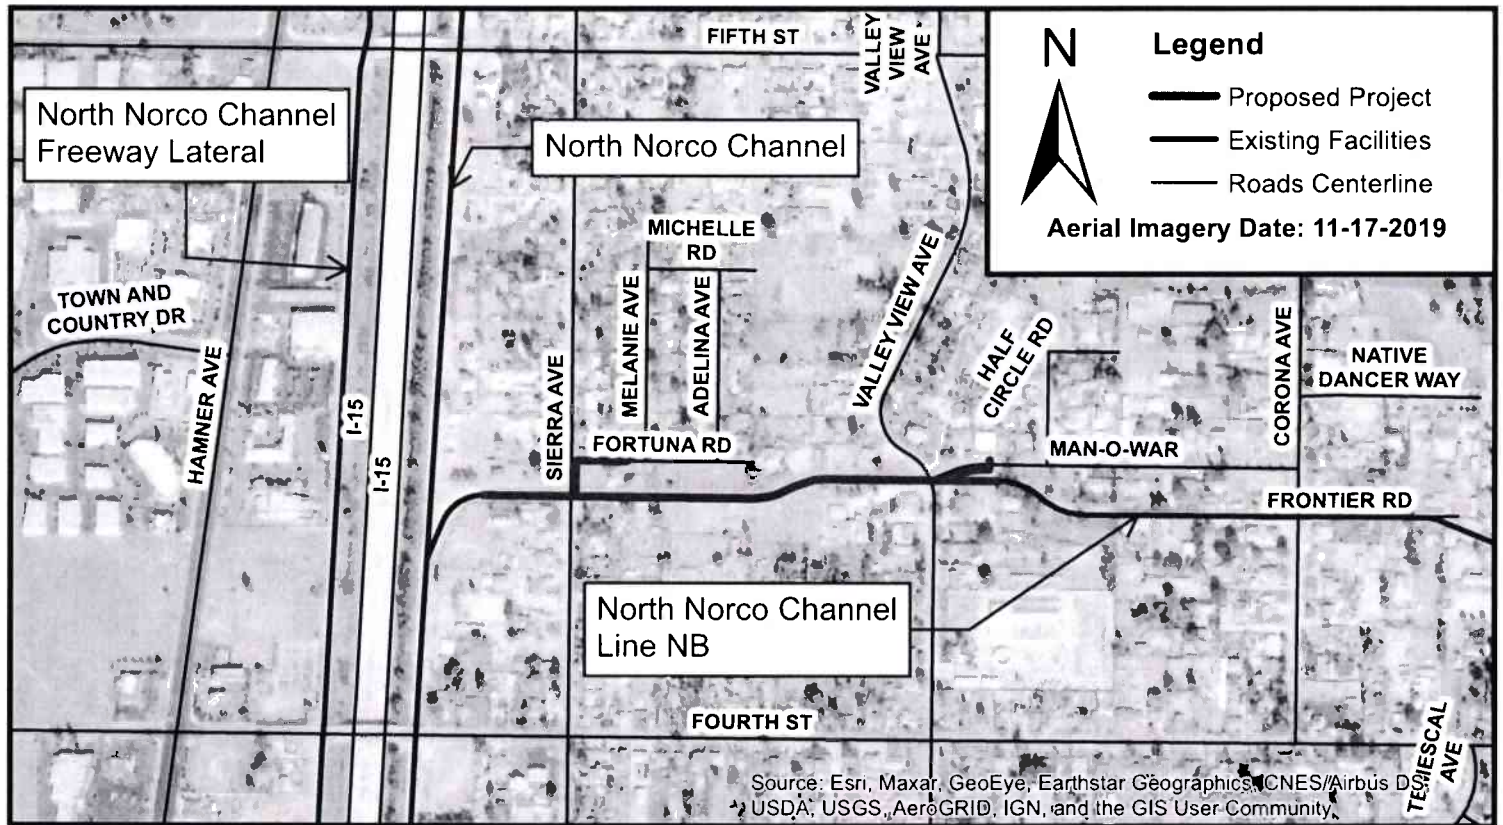 FIFTH ST
VALLEY
VIEW
AVE
N
Legend
Proposed Project
Existing Facilities
Roads Centerline
Aerial Imagery Date: 11-17-2019
North Norco Channel
Freeway Lateral
North Norco Channel
MICHELLE
RD
TOWN AND
COUNTRY DR
HAMNER AVE
I-15
I-15
SIERRA AVE
MELANIE AVE
ADELINA AVE
FORTUNA RD
VALLEY VIEW AVE
HALF
CIRCLE RD
MAN-O-WAR
CORONA AVE
NATIVE
DANCER WAY
FRONTIER RD
North Norco Channel
Line NB
FOURTH ST
TEMESCAL
AVE
Source: Esri, Maxar, GeoEye, Earthstar Geographics, CNES/Airbus DS,
USDA, USGS, AeroGRID, IGN, and the GIS User Community